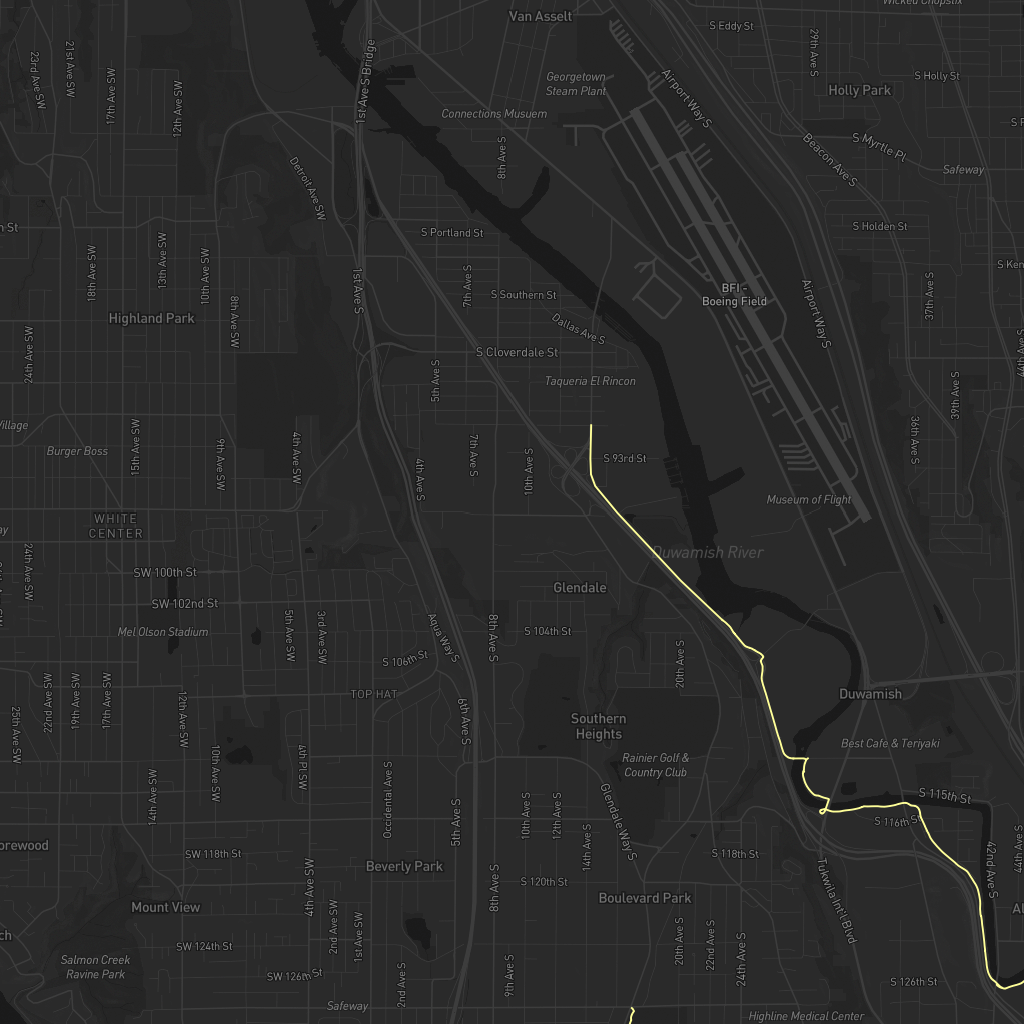 Van Asselt
Wicked Chopstix
S Eddy St
29th Ave S
23rd Ave SW
21st Ave SW
17th Ave SW
12th Ave SW
1st Ave S Bridge
Georgetown
Steam Plant
Airport Way S
S Holly St
Holly Park
Connections Musuem
S Myrtle Pl
Beacon Ave S
Safeway
8th Ave S
Detroit Ave SW
S Portland St
S Holden St
18th Ave SW
13th Ave SW
10th Ave SW
1st Ave S
7th Ave S
S Southern St
BFI -
Boeing Field
Airport Way S
37th Ave S
S Ken
Highland Park
8th Ave SW
24th Ave SW
Dallas Ave S
S Cloverdale St
5th Ave S
Taqueria El Rincon
39th Ave S
36th Ave S
44th Ave S
Village
Burger Boss
15th Ave SW
9th Ave SW
4th Ave SW
4th Ave S
7th Ave S
10th Ave S
S 93rd St
Museum of Flight
WHITE
CENTER
Duwamish River
24th Ave SW
SW 100th St
Glendale
SW 102nd St
Mel Olson Stadium
5th Ave SW
3rd Ave SW
Aqua Way S
8th Ave S
S 104th St
20th Ave S
S 106th St
TOP HAT
Duwamish
25th Ave SW
22nd Ave SW
19th Ave SW
17th Ave SW
12th Ave SW
6th Ave S
Southern
Heights
Best Cafe & Teriyaki
10th Ave SW
4th Pl SW
Rainier Golf &
Country Club
14th Ave SW
Occidental Ave S
5th Ave S
10th Ave S
12th Ave S
14th Ave S
Glendale Way S
S 115th St
S 116th St
SW 118th St
S 118th St
Beverly Park
S 120th St
Tukwila Int'l Blvd
42nd Ave S
44th Ave S
Mount View
4th Ave SW
8th Ave S
Boulevard Park
2nd Ave SW
1st Ave SW
20th Ave S
22nd Ave S
24th Ave S
SW 124th St
Salmon Creek
Ravine Park
SW 126th St
2nd Ave S
9th Ave S
S 126th St
Safeway
Highline Medical Center